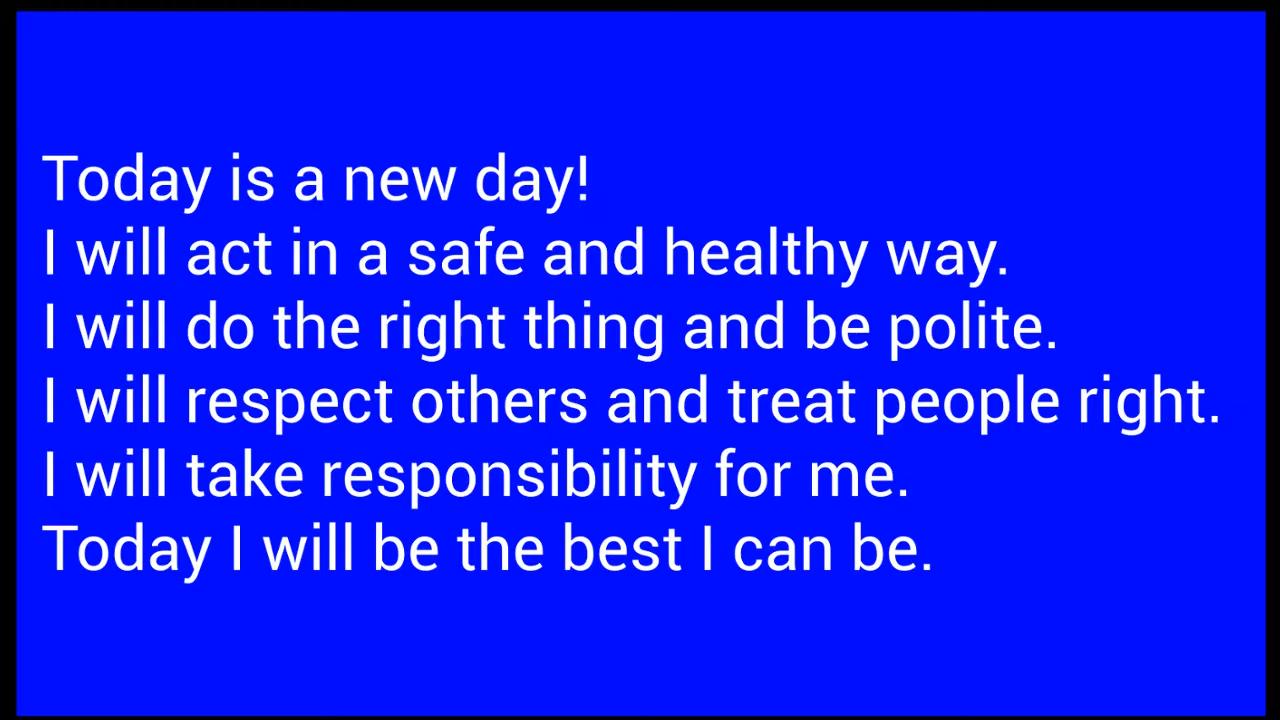 Today is a new day!
I will act in a safe and healthy way.
I will do the right thing and be polite.
I will respect others and treat people right.
I will take responsibility for me.
Today I will be the best I can be.